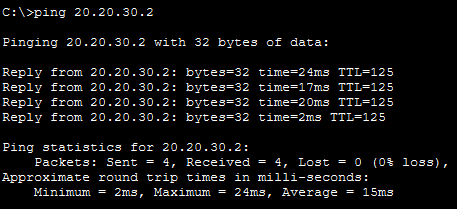 C:\>ping 20.20.30.2
Pinging 20.20.30.2 with 32 bytes of data:
Reply from 20.20.30.2: bytes=32 time=24ms TTL=125
Reply from 20.20.30.2: bytes=32 time=17ms TTL=125
Reply from 20.20.30.2: bytes=32 time=20ms TTL=125
Reply from 20.20.30.2: bytes=32 time=2ms TTL=125
Ping statistics for 20.20.30.2:
    Packets: Sent = 4, Received = 4, Lost = 0 (0% loss),
Approximate round trip times in milli-seconds:
    Minimum = 2ms, Maximum = 24ms, Average = 15ms